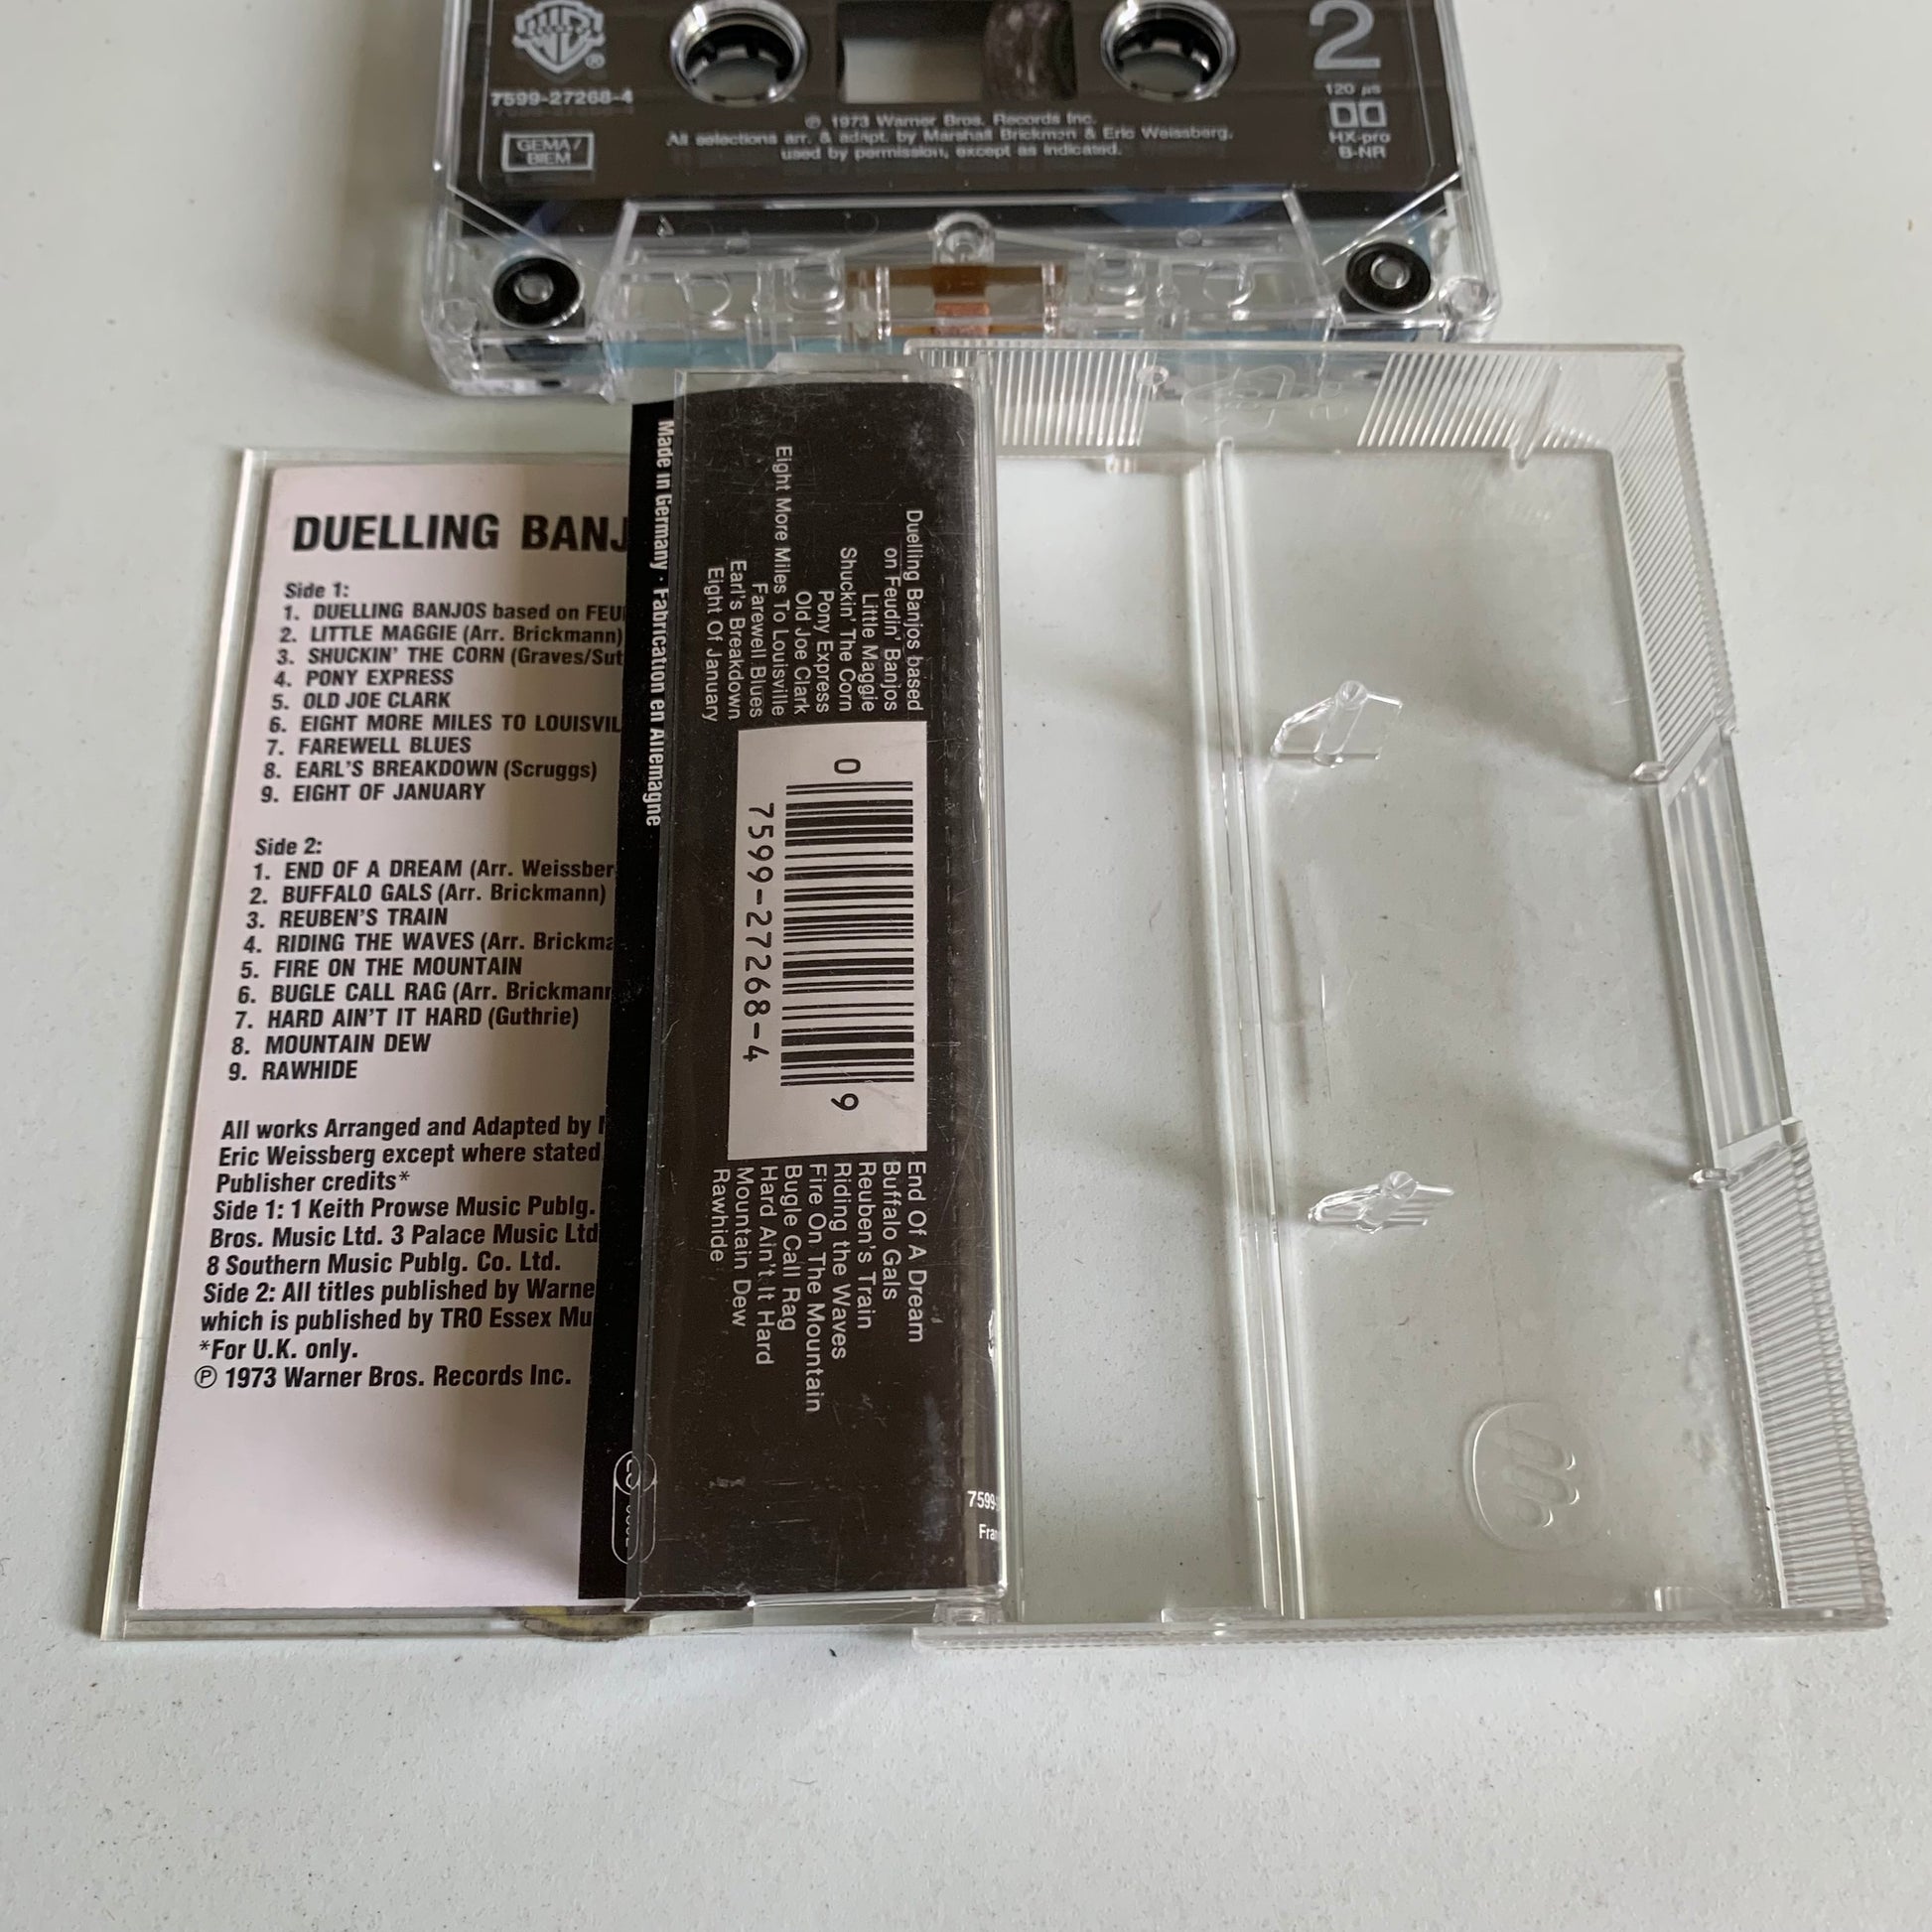 2
7599-27268-4
120 µs
HX-pro
B-NR
GEMA/
BIEM
℗ 1973 Warner Bros. Records Inc.
All selections arr. & adapt. by Marshall Brickman & Eric Weissberg,
used by permission, except as indicated.
DUELLING BANJ
Side 1:
1. DUELLING BANJOS based on FEU
2. LITTLE MAGGIE (Arr. Brickmann)
3. SHUCKIN' THE CORN (Graves/Sut
4. PONY EXPRESS
5. OLD JOE CLARK
6. EIGHT MORE MILES TO LOUISVIL
7. FAREWELL BLUES
8. EARL'S BREAKDOWN (Scruggs)
9. EIGHT OF JANUARY
Side 2:
1. END OF A DREAM (Arr. Weissber
2. BUFFALO GALS (Arr. Brickmann)
3. REUBEN'S TRAIN
4. RIDING THE WAVES (Arr. Brickma
5. FIRE ON THE MOUNTAIN
6. BUGLE CALL RAG (Arr. Brickmann
7. HARD AIN'T IT HARD (Guthrie)
8. MOUNTAIN DEW
9. RAWHIDE
All works Arranged and Adapted by
Eric Weissberg except where stated
Publisher credits*
Side 1: 1 Keith Prowse Music Publg.
Bros. Music Ltd. 3 Palace Music Ltd
8 Southern Music Publg. Co. Ltd.
Side 2: All titles published by Warne
which is published by TRO Essex Mu
*For U.K. only.
℗ 1973 Warner Bros. Records Inc.
Made in Germany · Fabrication en Allemagne
Duelling Banjos based
on Feudin' Banjos
Little Maggie
Shuckin' The Corn
Pony Express
Old Joe Clark
Eight More Miles To Louisville
Farewell Blues
Earl's Breakdown
Eight Of January
0 9
7599-27268-4
End Of A Dream
Buffalo Gals
Reuben's Train
Riding the Waves
Fire On The Mountain
Bugle Call Rag
Hard Ain't It Hard
Mountain Dew
Rawhide
7599-
Fra